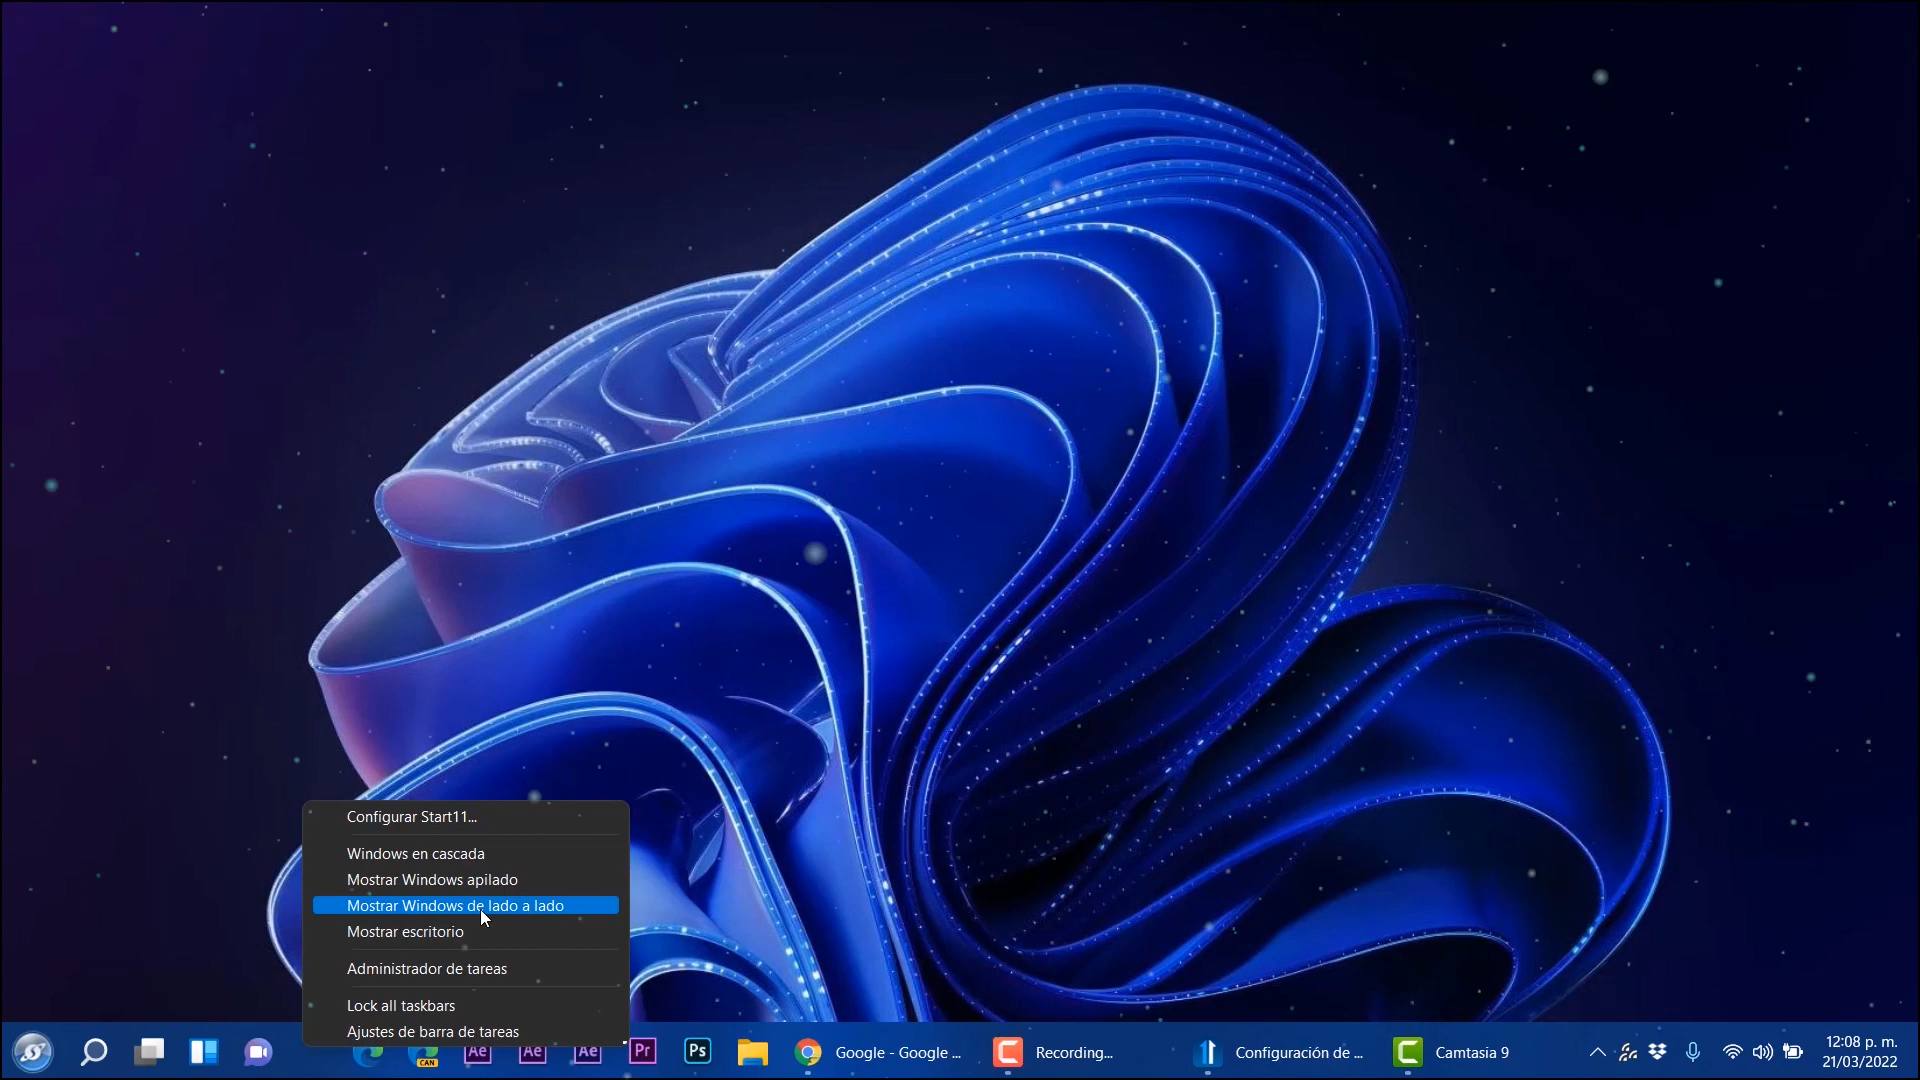 Configurar Start11...
Windows en cascada
Mostrar Windows apilado
Mostrar Windows de lado a lado
Mostrar escritorio
Administrador de tareas
Lock all taskbars
Ajustes de barra de tareas
CAN
Ae
Ae
Ae
Pr
Ps
Google - Google ...
Recording...
Configuración de ...
Camtasia 9
12:08 p. m.
21/03/2022